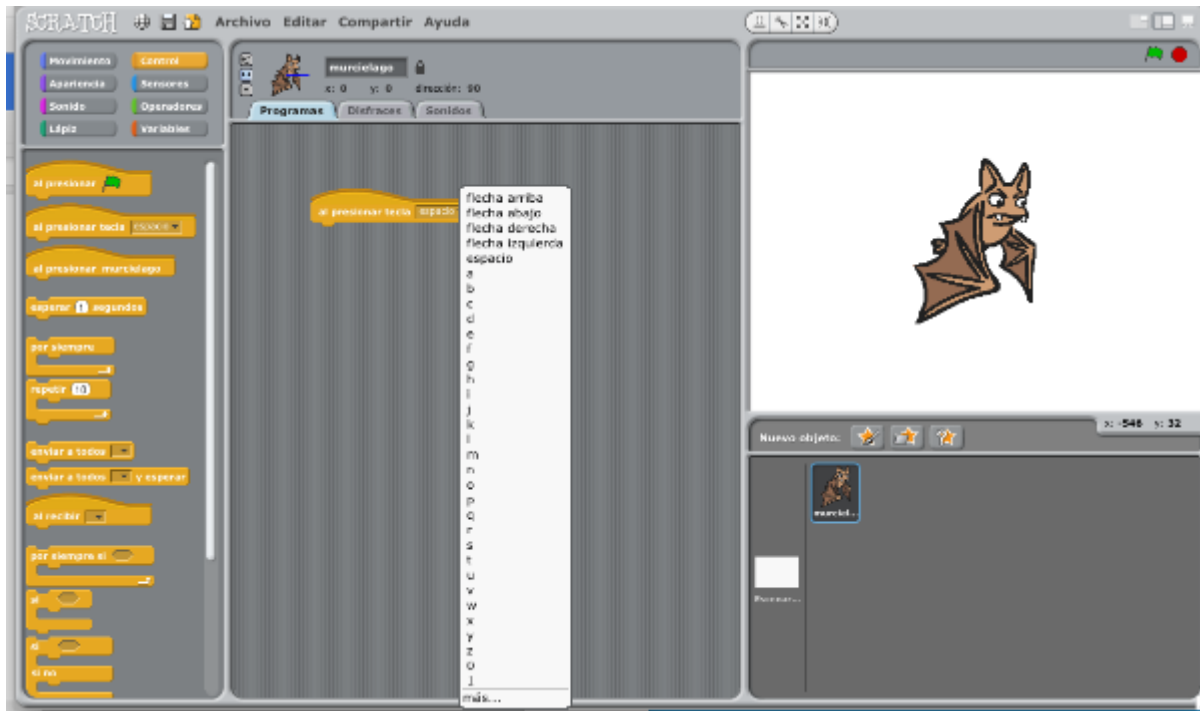 SCRATCH Archivo Editar Compartir Ayuda
Movimiento Control
Apariencia Sensores
Sonido Operadores
Lápiz Variables
al presionar
al presionar tecla espacio
al presionar murcielago
esperar 1 segundos
por siempre
repetir 10
enviar a todos
enviar a todos y esperar
al recibir
por siempre si
si
si
si no
murcielago
x: 0 y: 0 dirección: 90
Programas Disfraces Sonidos
al presionar tecla espacio
flecha arriba
flecha abajo
flecha derecha
flecha izquierda
espacio
a
b
c
d
e
f
g
h
i
j
k
l
m
n
o
p
q
r
s
t
u
v
w
x
y
z
0
1
más...
x: -546 y: 32
Nuevo objeto:
murciel...